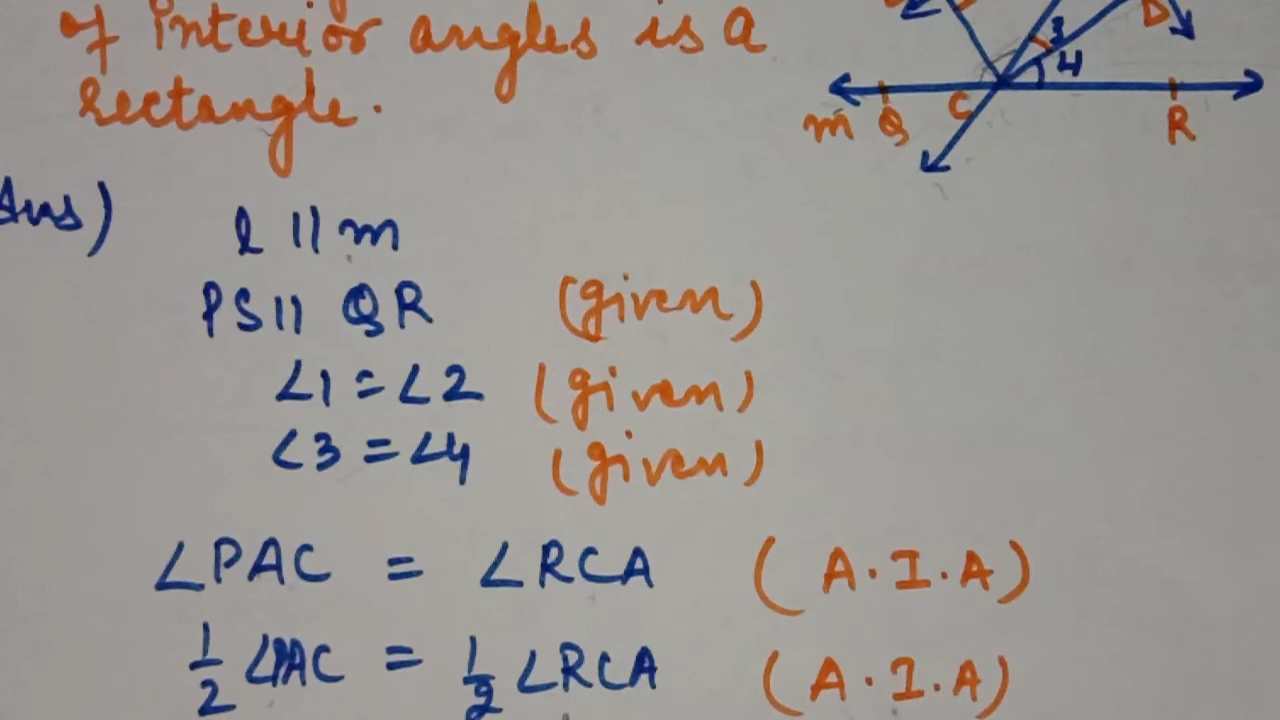 of Interior angles is a
Rectangle.
3
D
4
m Q C R
Ans) l || m
PS || QR (given)
∠1 = ∠2 (given)
∠3 = ∠4 (given)
∠PAC = ∠RCA (A.I.A)
1/2 ∠PAC = 1/2 ∠RCA (A.I.A)